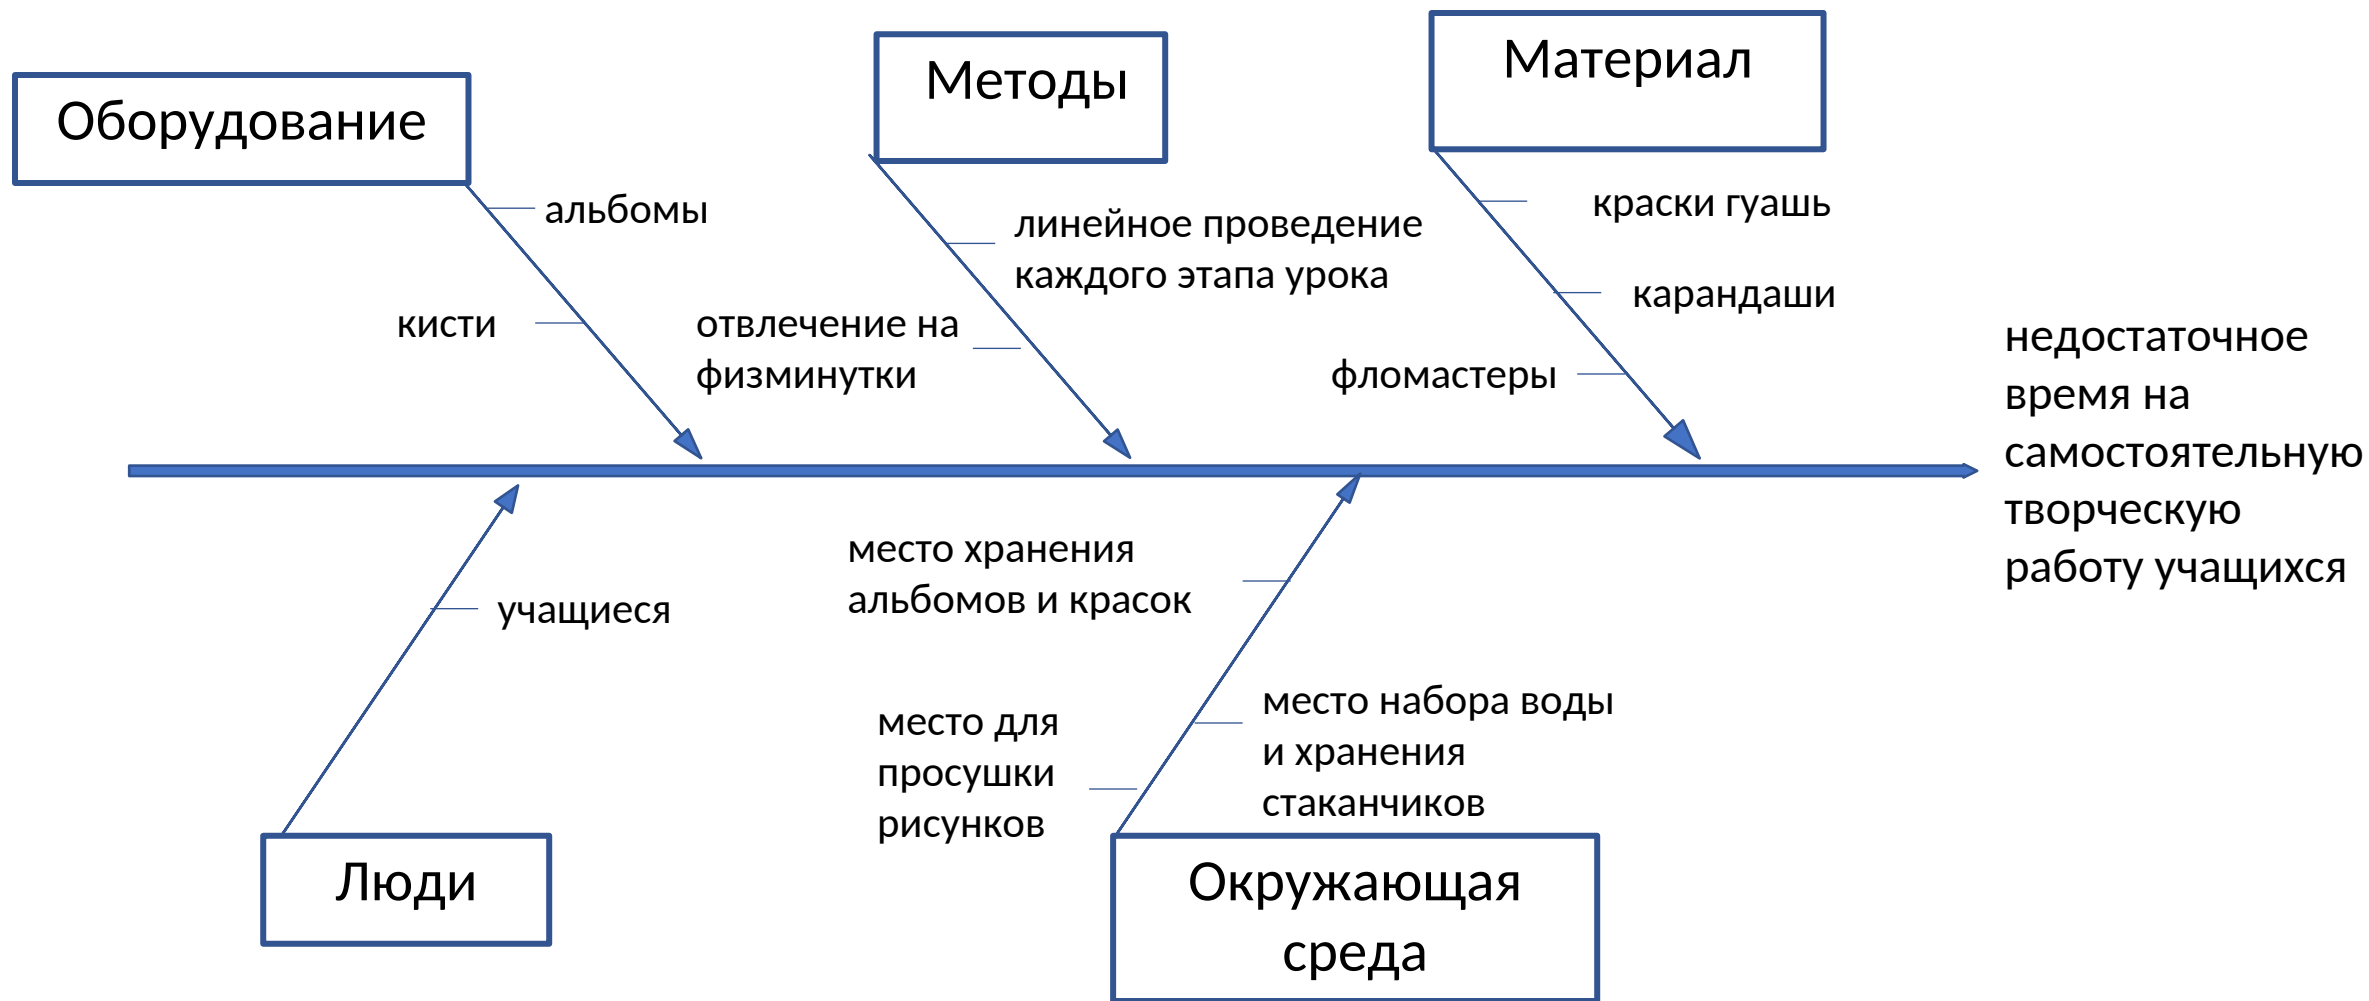 Оборудование
Методы
Материал
альбомы
кисти
линейное проведение
каждого этапа урока
отвлечение на
физминутки
краски гуашь
карандаши
фломастеры
недостаточное
время на
самостоятельную
творческую
работу учащихся
учащиеся
место хранения
альбомов и красок
место для
просушки
рисунков
место набора воды
и хранения
стаканчиков
Люди
Окружающая
среда